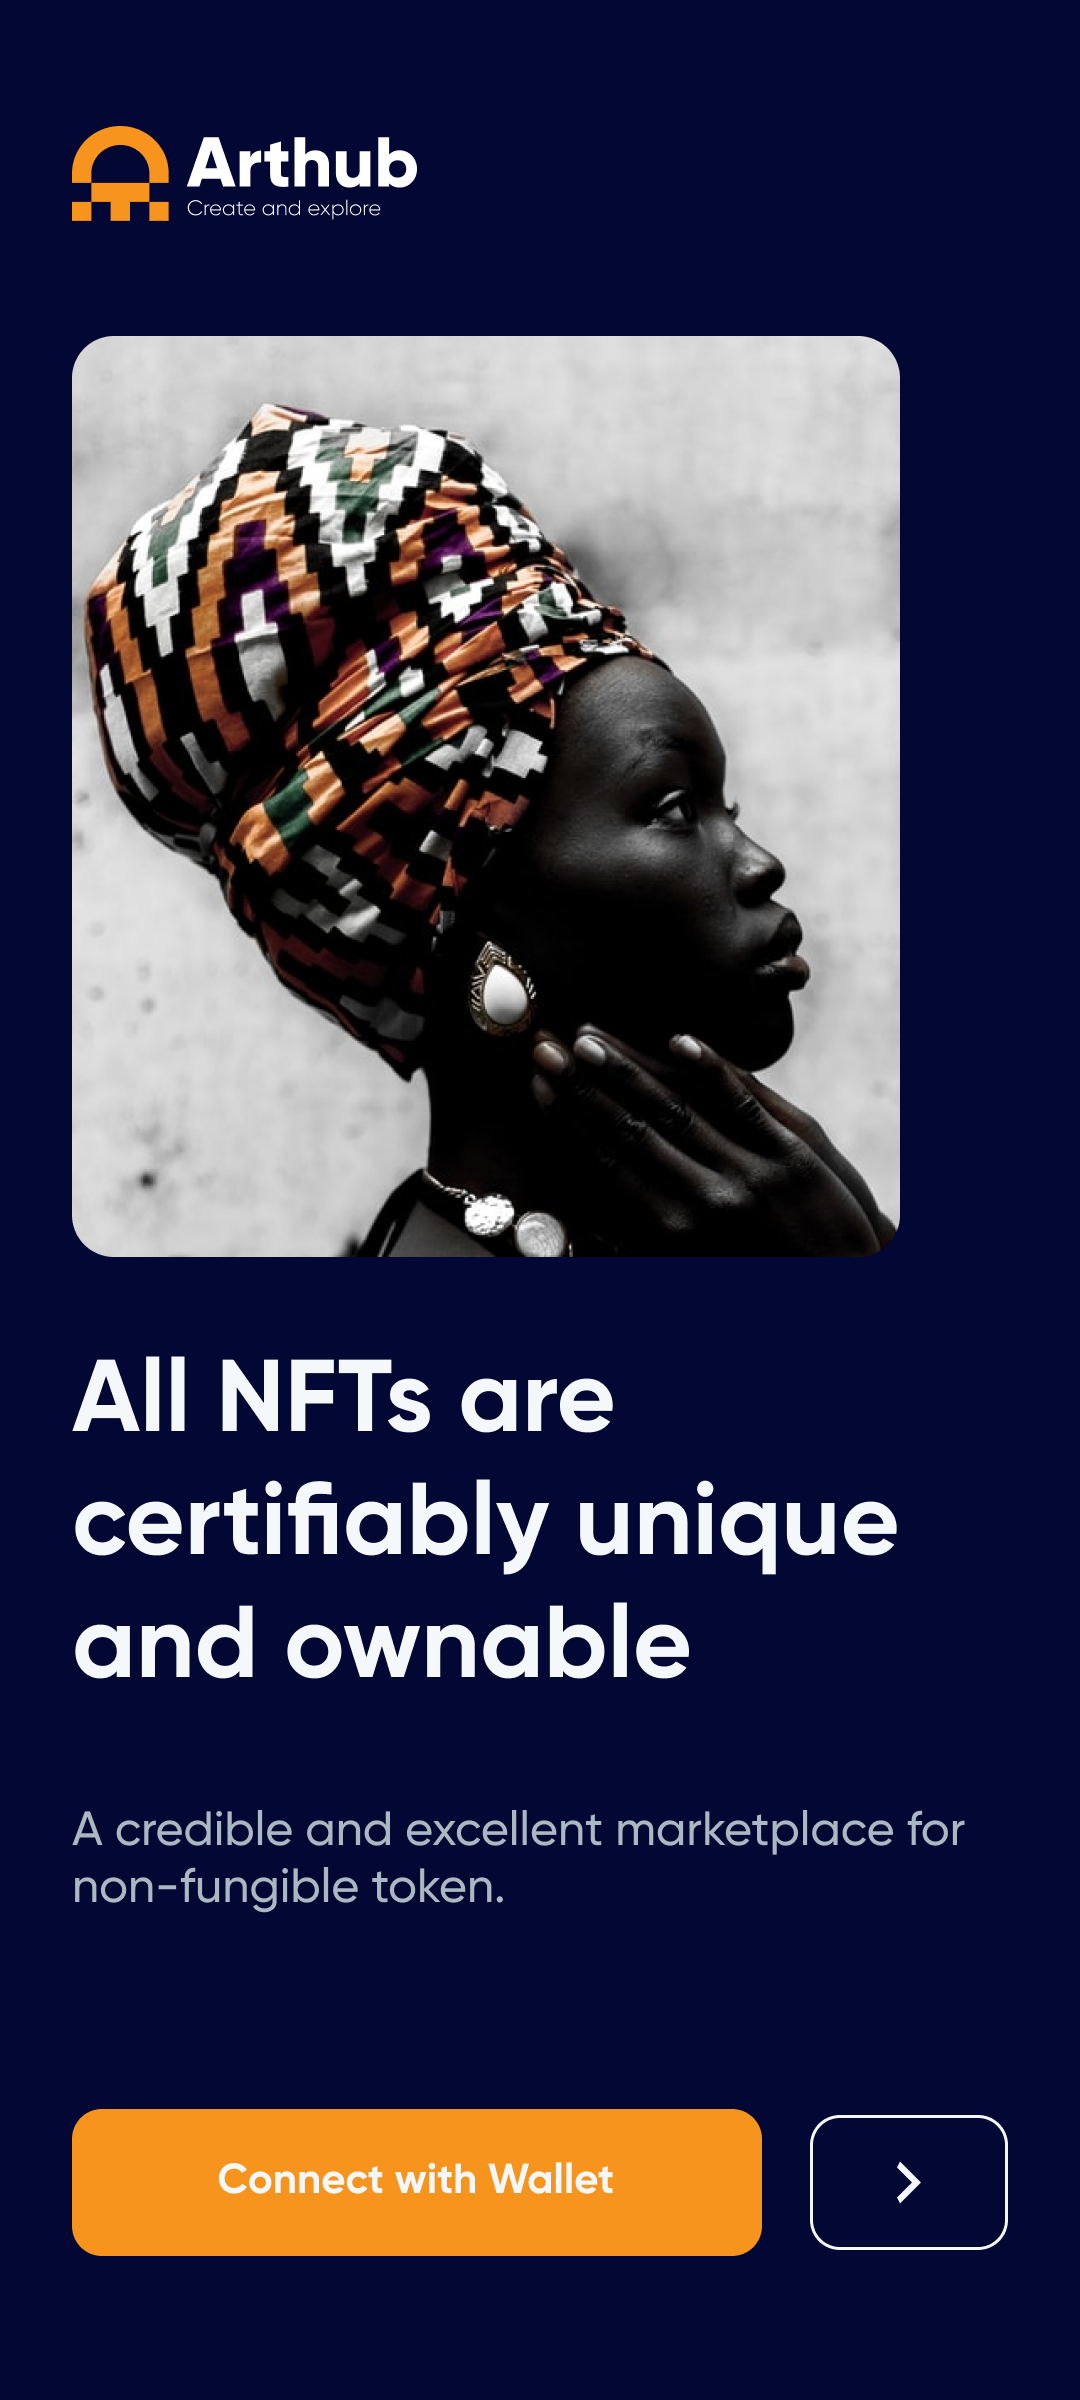 Arthub
Create and explore
All NFTs are
certifiably unique
and ownable
A credible and excellent marketplace for
non-fungible token.
Connect with Wallet